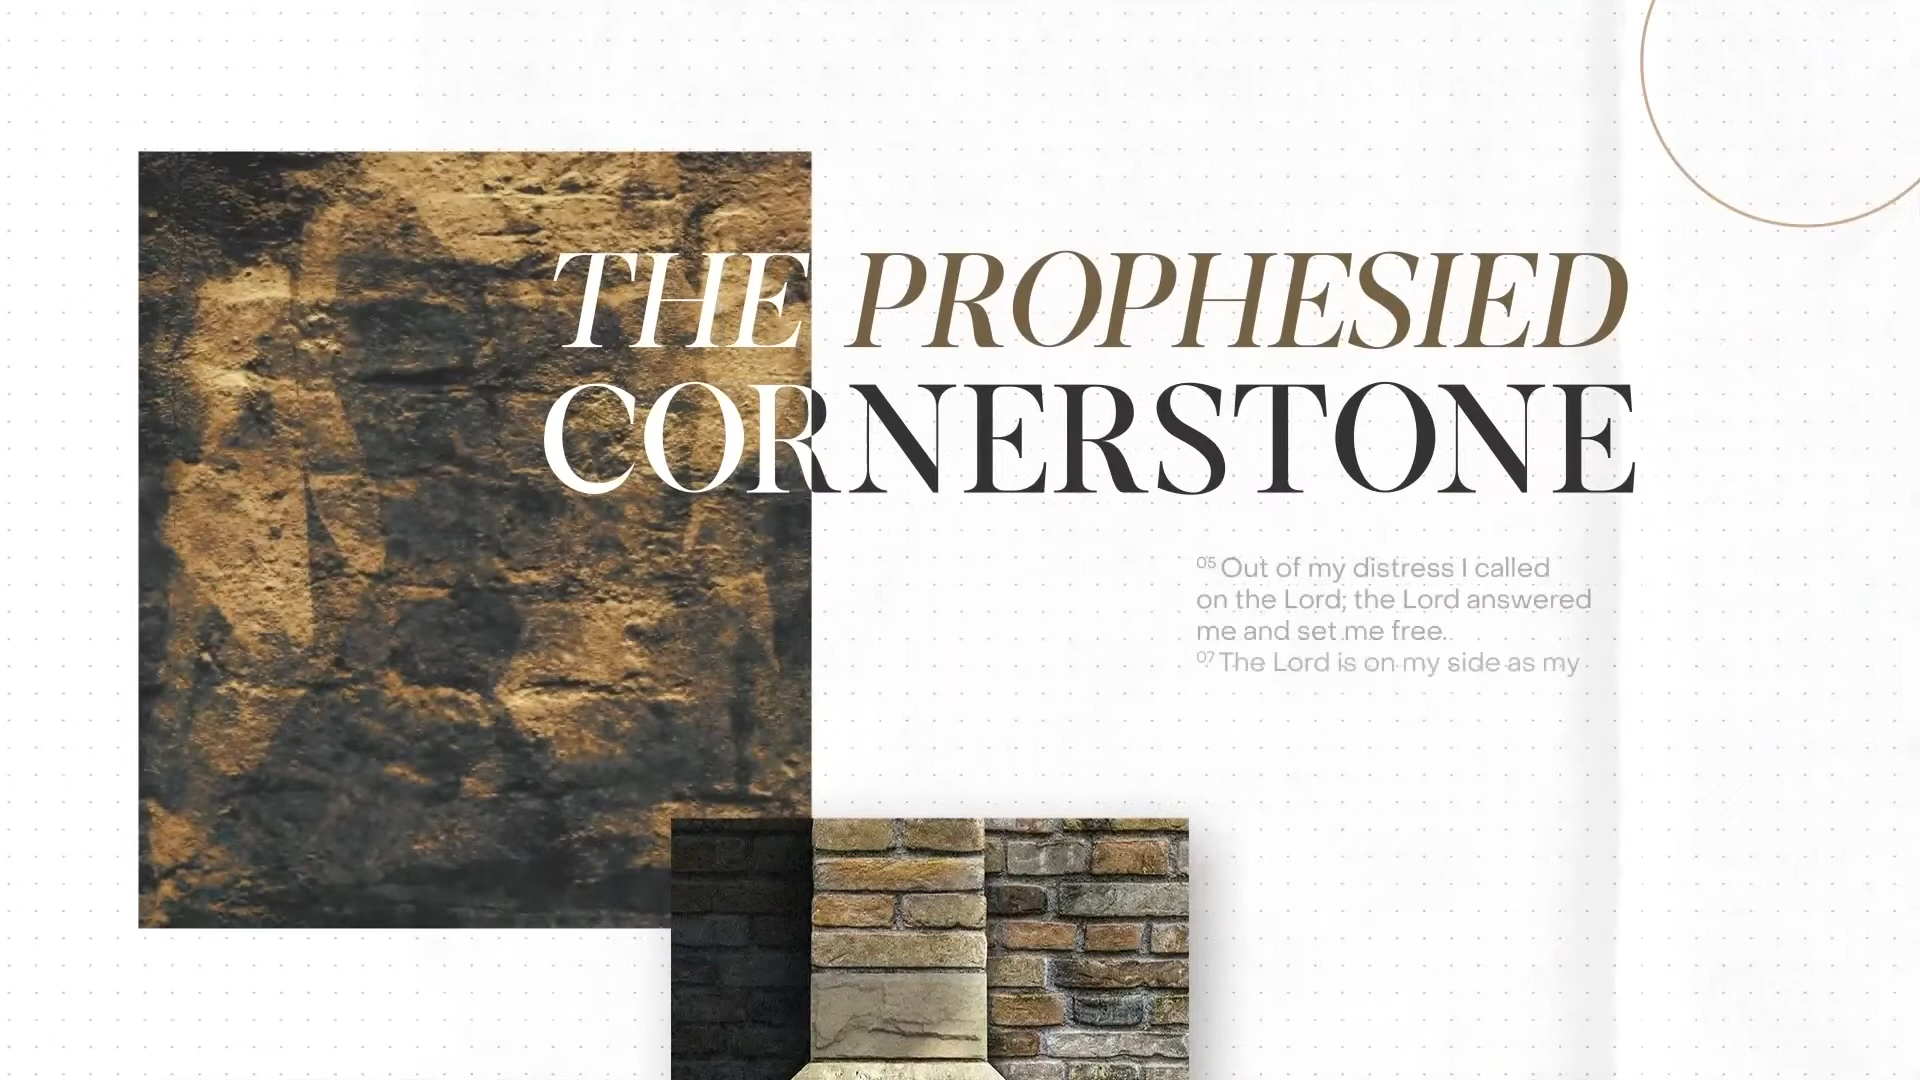 THE PROPHESIED
CORNERSTONE
05 Out of my distress I called
on the Lord; the Lord answered
me and set me free.
07 The Lord is on my side as my